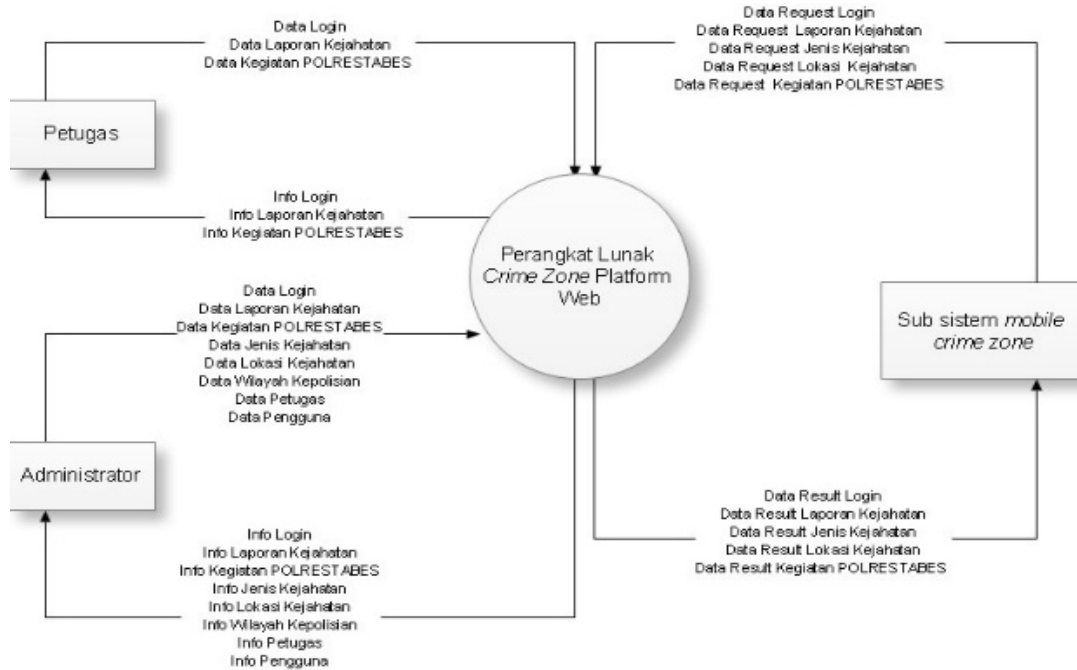 Data Login
Data Laporan Kejahatan
Data Kegiatan POLRESTABES
Data Request Login
Data Request Laporan Kejahatan
Data Request Jenis Kejahatan
Data Request Lokasi Kejahatan
Data Request Kegiatan POLRESTABES
Petugas
Info Login
Info Laporan Kejahatan
Info Kegiatan POLRESTABES
Perangkat Lunak
Crime Zone Platform
Web
Data Login
Data Laporan Kejahatan
Data Kegiatan POLRESTABES
Data Jenis Kejahatan
Data Lokasi Kejahatan
Data Wilayah Kepolisian
Data Petugas
Data Pengguna
Sub sistem mobile
crime zone
Administrator
Data Result Login
Data Result Laporan Kejahatan
Data Result Jenis Kejahatan
Data Result Lokasi Kejahatan
Data Result Kegiatan POLRESTABES
Info Login
Info Laporan Kejahatan
Info Kegiatan POLRESTABES
Info Jenis Kejahatan
Info Lokasi Kejahatan
Info Wilayah Kepolisian
Info Petugas
Info Pengguna